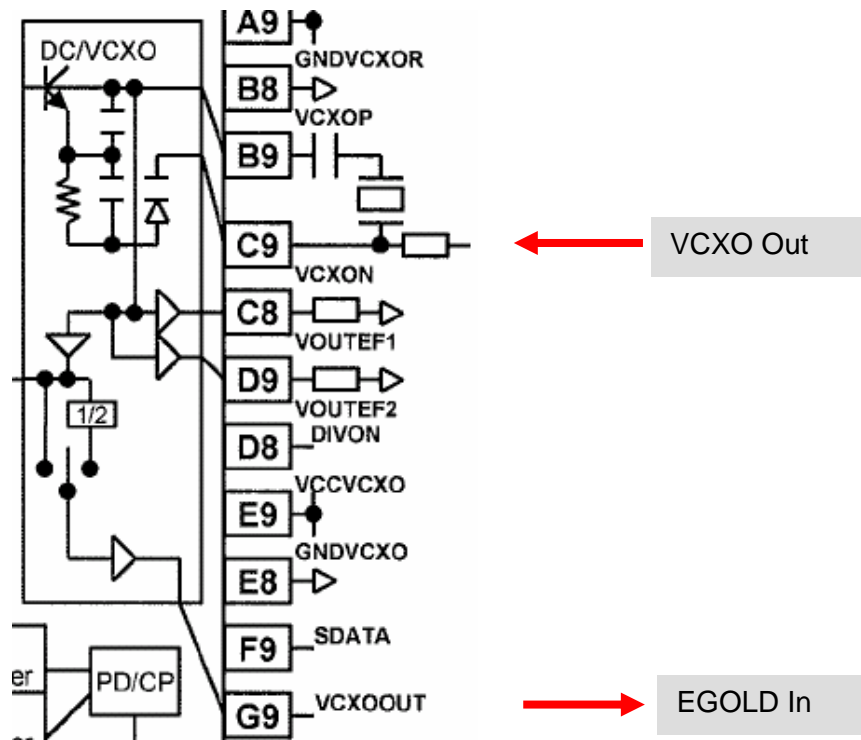 A9
DC/VCXO
GNDVCXOR
B8
VCXOP
B9
C9
VCXO Out
VCXON
C8
VOUTEF1
D9
1/2
VOUTEF2
D8
DIVON
VCCVCXO
E9
GNDVCXO
E8
F9
SDATA
er
PD/CP
G9
VCXOOUT
EGOLD In